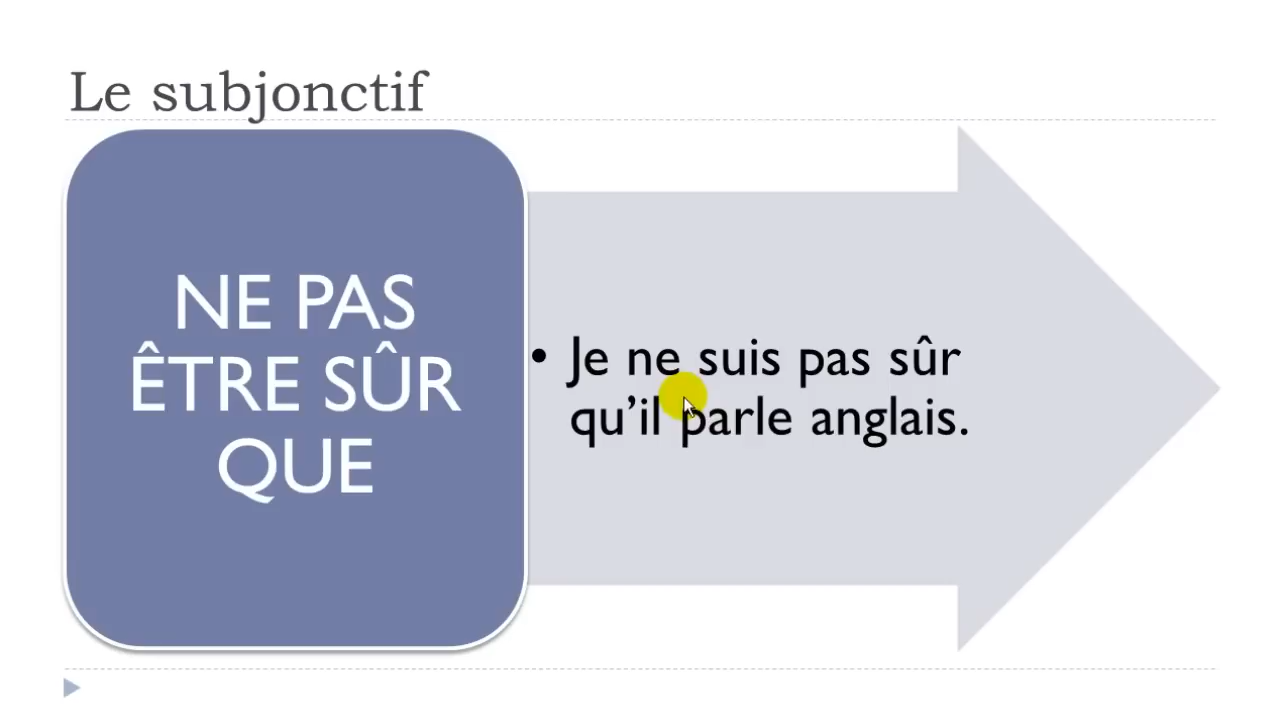 Le subjonctif
NE PAS
ÊTRE SÛR
QUE
• Je ne suis pas sûr
qu’il parle anglais.